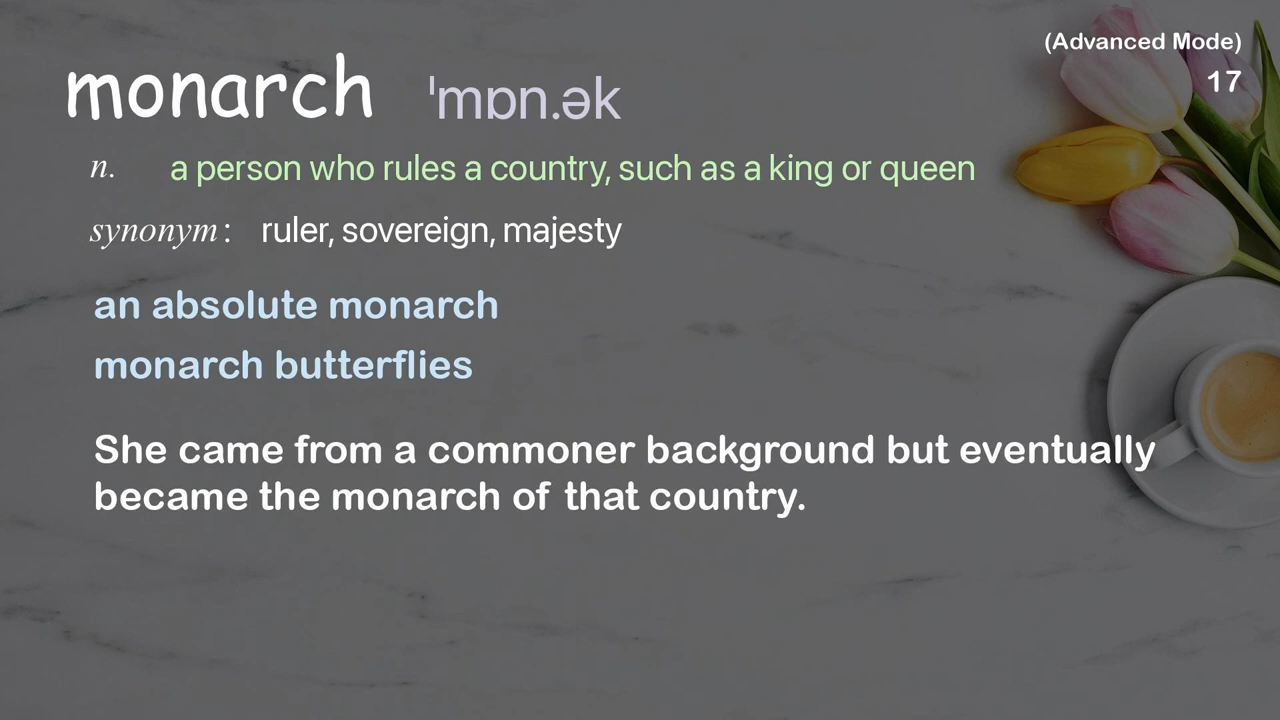 (Advanced Mode)
17
monarch ˈmɒn.ək
n. a person who rules a country, such as a king or queen
synonym: ruler, sovereign, majesty
an absolute monarch
monarch butterflies
She came from a commoner background but eventually
became the monarch of that country.